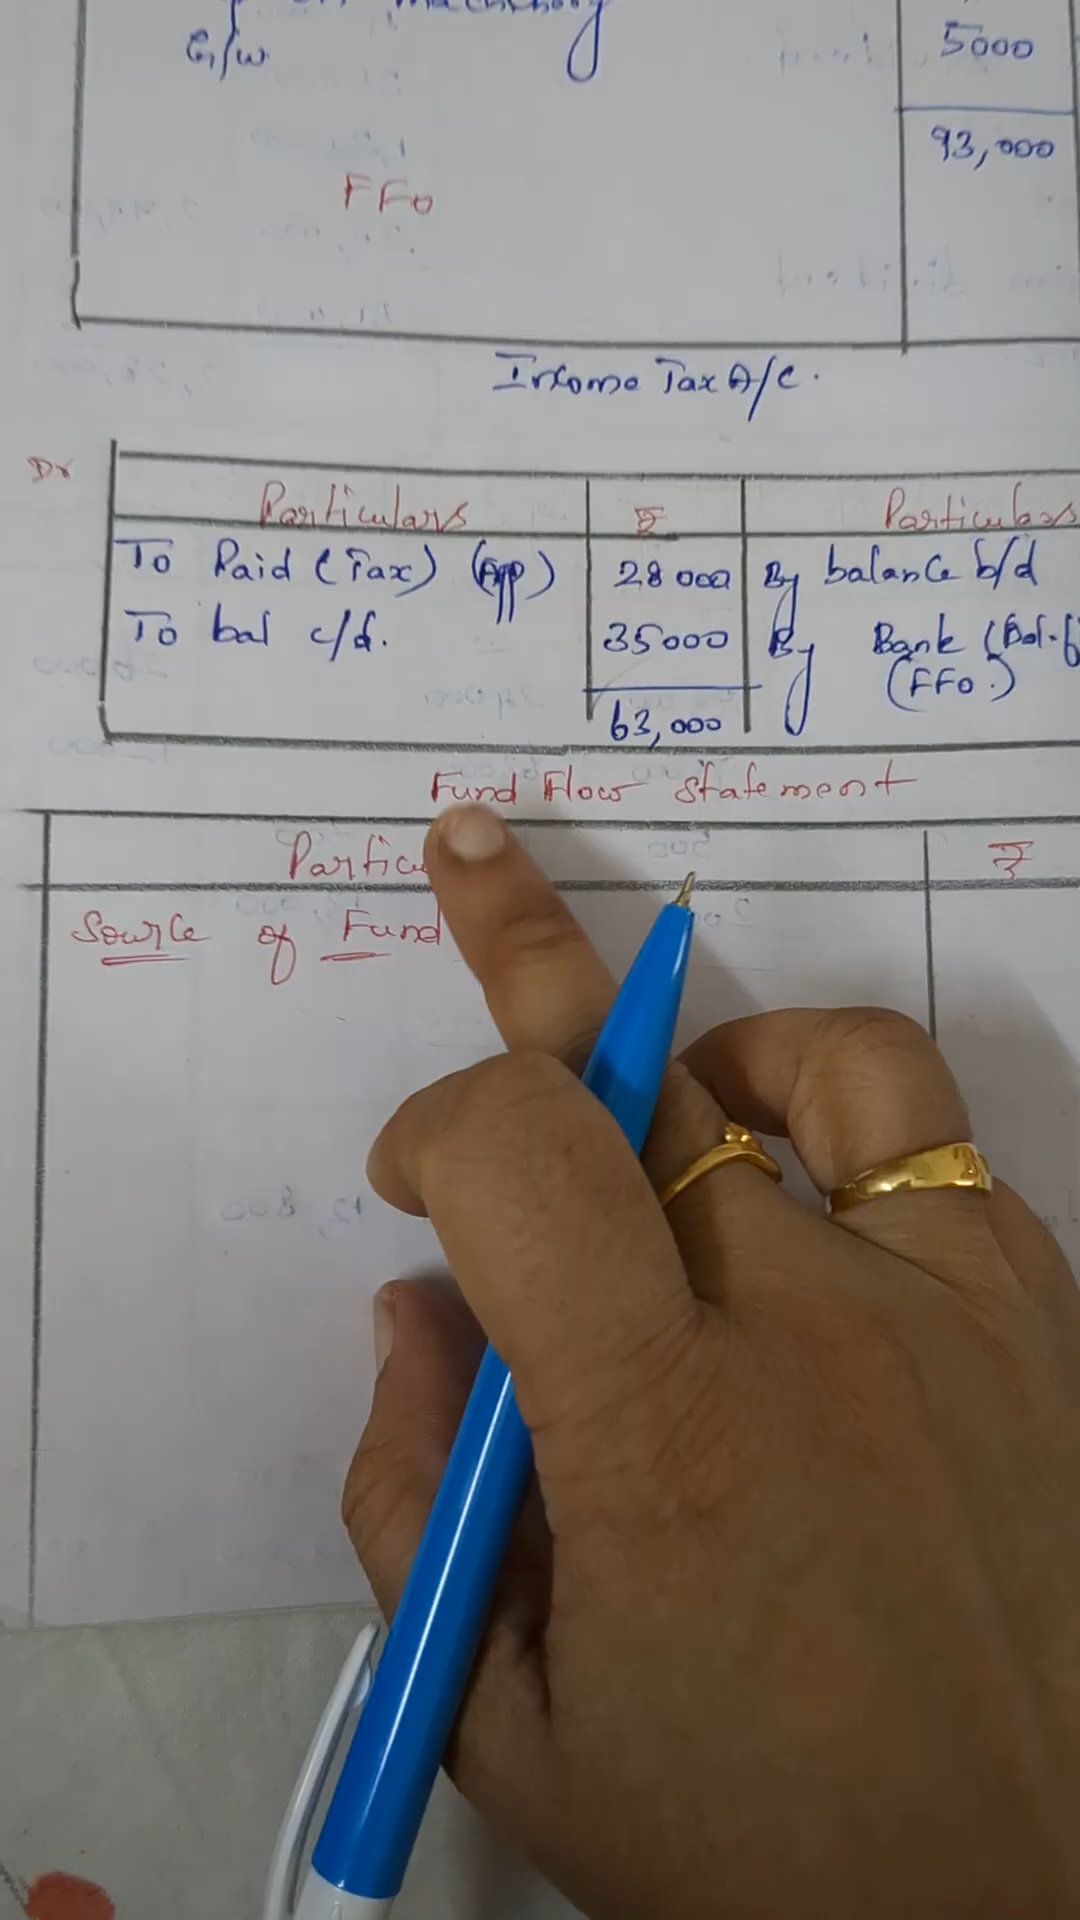 G/w 5000
93,000
FFO
Income Tax A/C.
Dr
Particulars ₹ Particulars
To Paid (Tax) (App) 28000 By balance b/d
To bal c/d. 35000 By Bank (Bal.f
(FFO.)
63,000
Fund Flow Statement
Particu ₹
Source of Fund